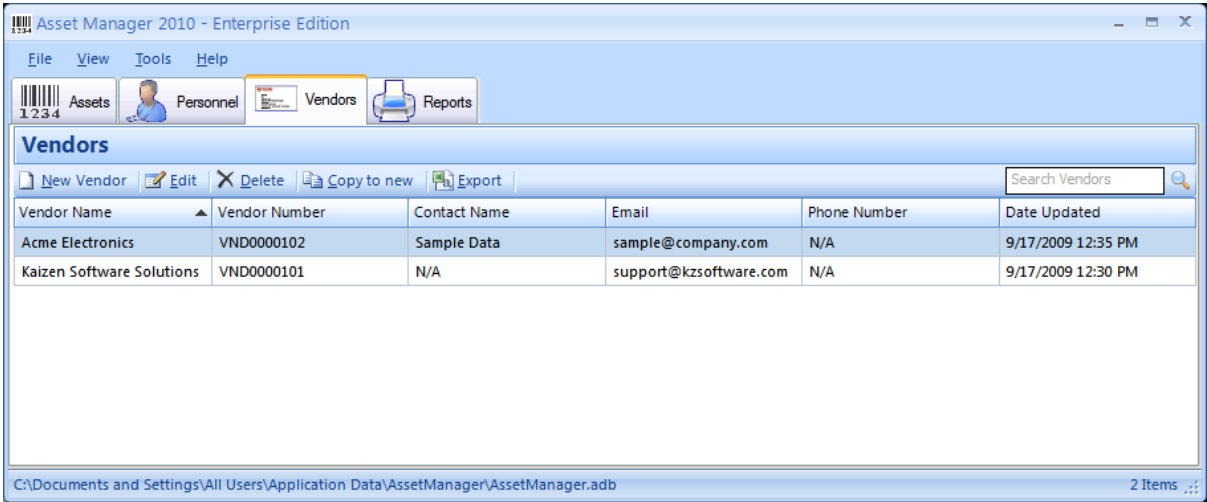 Asset Manager 2010 - Enterprise Edition
File View Tools Help
1234 Assets Personnel Vendors Reports
Vendors
New Vendor Edit Delete Copy to new Export Search Vendors
Vendor Name Vendor Number Contact Name Email Phone Number Date Updated
Acme Electronics VND0000102 Sample Data sample@company.com N/A 9/17/2009 12:35 PM
Kaizen Software Solutions VND0000101 N/A support@kzsoftware.com N/A 9/17/2009 12:30 PM
C:\Documents and Settings\All Users\Application Data\AssetManager\AssetManager.adb 2 Items